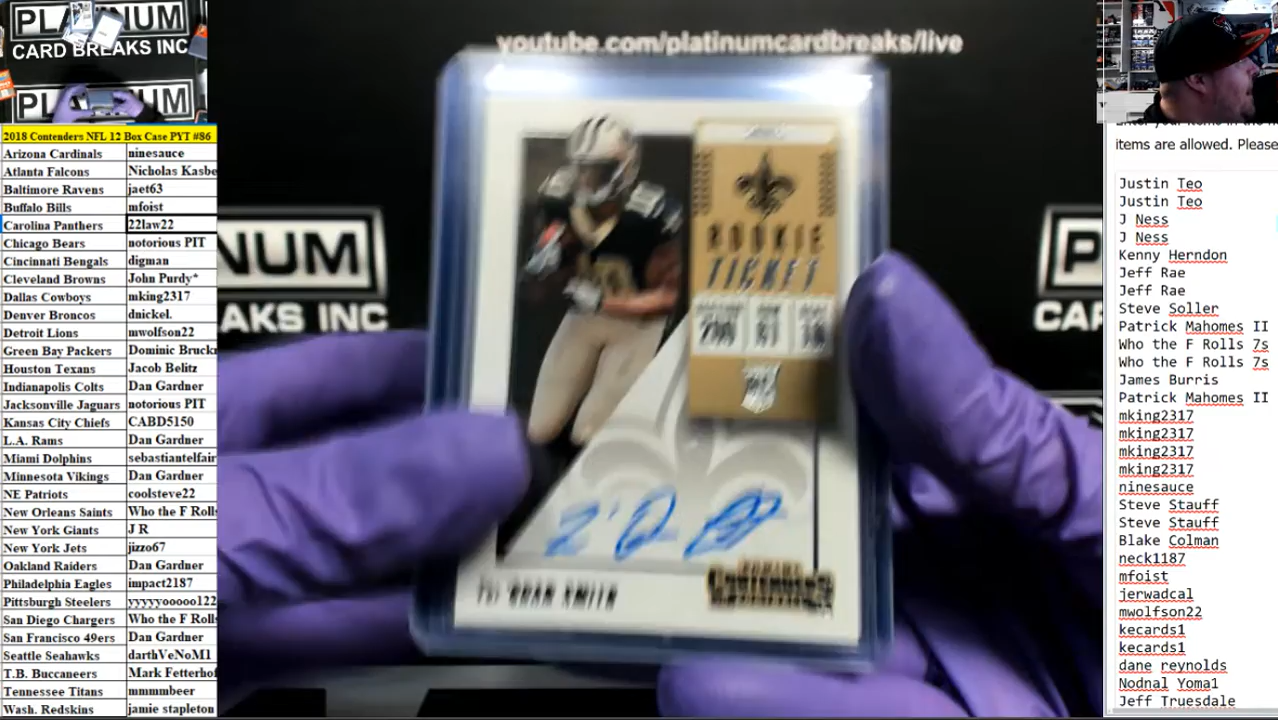 PLATINUM
CARD BREAKS INC
PLATINUM
2018 Contenders NFL 12 Box Case PYT #86
Arizona Cardinals ninesauce
Atlanta Falcons Nicholas Kasbe
Baltimore Ravens jaet63
Buffalo Bills mfoist
Carolina Panthers 22law22
Chicago Bears notorious PIT
Cincinnati Bengals digman
Cleveland Browns John Purdy*
Dallas Cowboys mking2317
Denver Broncos dnickel.
Detroit Lions mwolfson22
Green Bay Packers Dominic Bruckn
Houston Texans Jacob Belitz
Indianapolis Colts Dan Gardner
Jacksonville Jaguars notorious PIT
Kansas City Chiefs CABD5150
L.A. Rams Dan Gardner
Miami Dolphins sebastiantelfair
Minnesota Vikings Dan Gardner
NE Patriots coolsteve22
New Orleans Saints Who the F Rolls
New York Giants J R
New York Jets jizzo67
Oakland Raiders Dan Gardner
Philadelphia Eagles impact2187
Pittsburgh Steelers yyyyyooooo122
San Diego Chargers Who the F Rolls
San Francisco 49ers Dan Gardner
Seattle Seahawks darthVeNoM1
T.B. Buccaneers Mark Fetterhof
Tennessee Titans mmmmbeer
Wash. Redskins jamie stapleton
youtube.com/platinumcardbreaks/live
NUM
EAKS INC
ROOKIE
TICKET
SMITH
CONTENDERS
PL
CARD
items are allowed. Please
Justin Teo
Justin Teo
J Ness
J Ness
Kenny Herndon
Jeff Rae
Jeff Rae
Steve Soller
Patrick Mahomes II
Who the F Rolls 7s
Who the F Rolls 7s
James Burris
Patrick Mahomes II
mking2317
mking2317
mking2317
mking2317
ninesauce
Steve Stauff
Steve Stauff
Blake Colman
neck1187
mfoist
jerwadcal
mwolfson22
kecards1
kecards1
dane reynolds
Nodnal Yoma1
Jeff Truesdale